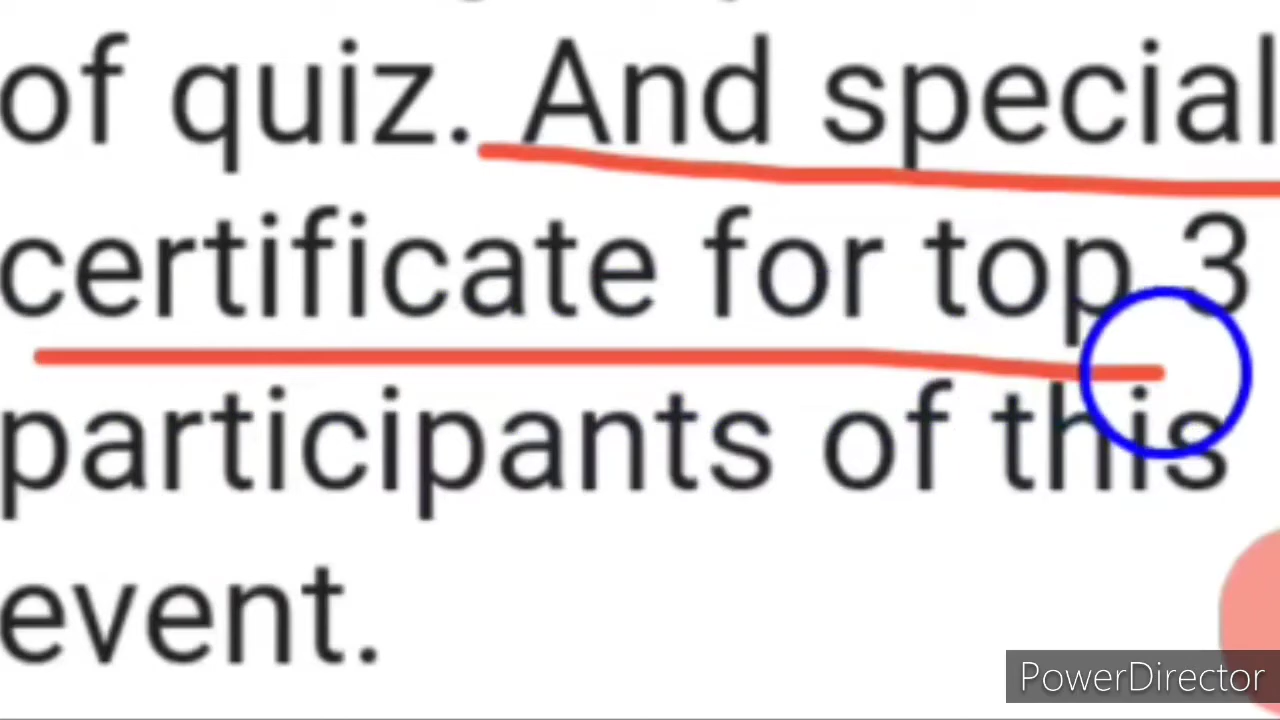 of quiz. And special
certificate for top 3
participants of this
event.
PowerDirector